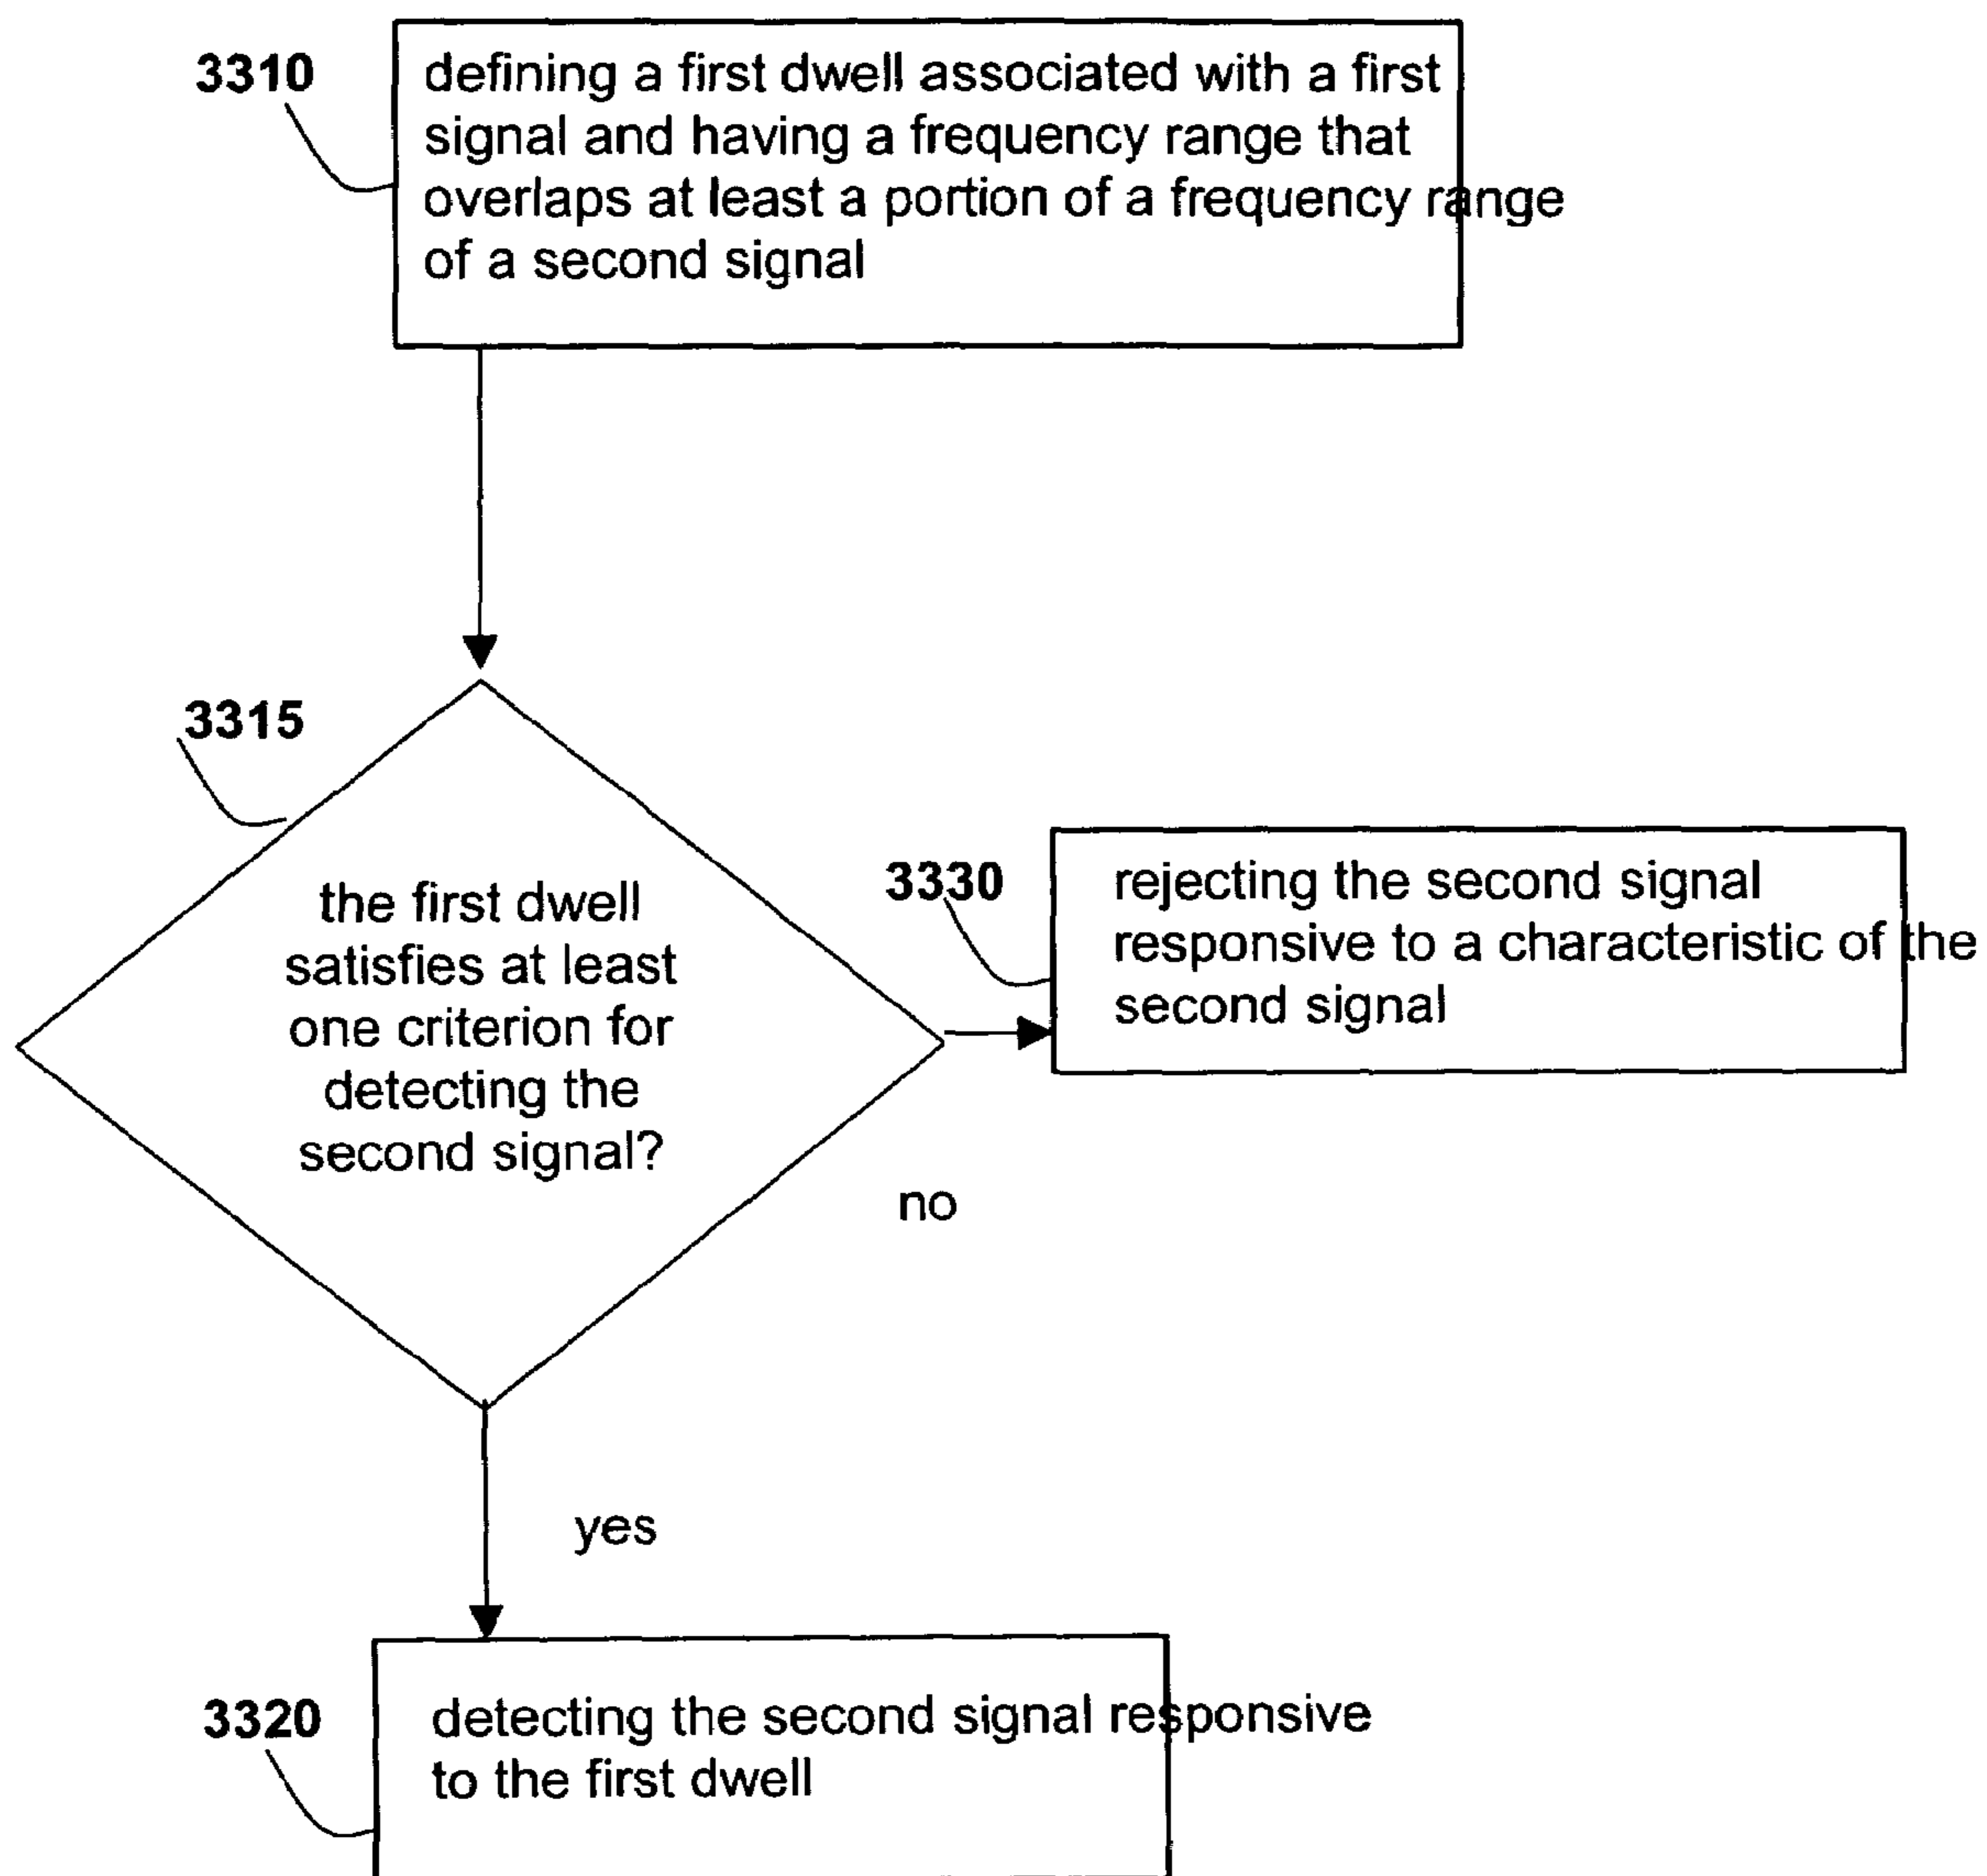 3310
defining a first dwell associated with a first
signal and having a frequency range that
overlaps at least a portion of a frequency range
of a second signal
3315
the first dwell
satisfies at least
one criterion for
detecting the
second signal?
3330
rejecting the second signal
responsive to a characteristic of the
second signal
no
yes
3320
detecting the second signal responsive
to the first dwell